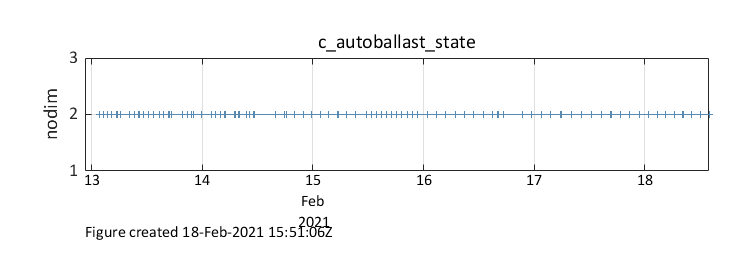 c_autoballast_state
3
2
1
nodim
13 14 15 16 17 18
Feb
2021
Figure created 18-Feb-2021 15:51:06Z